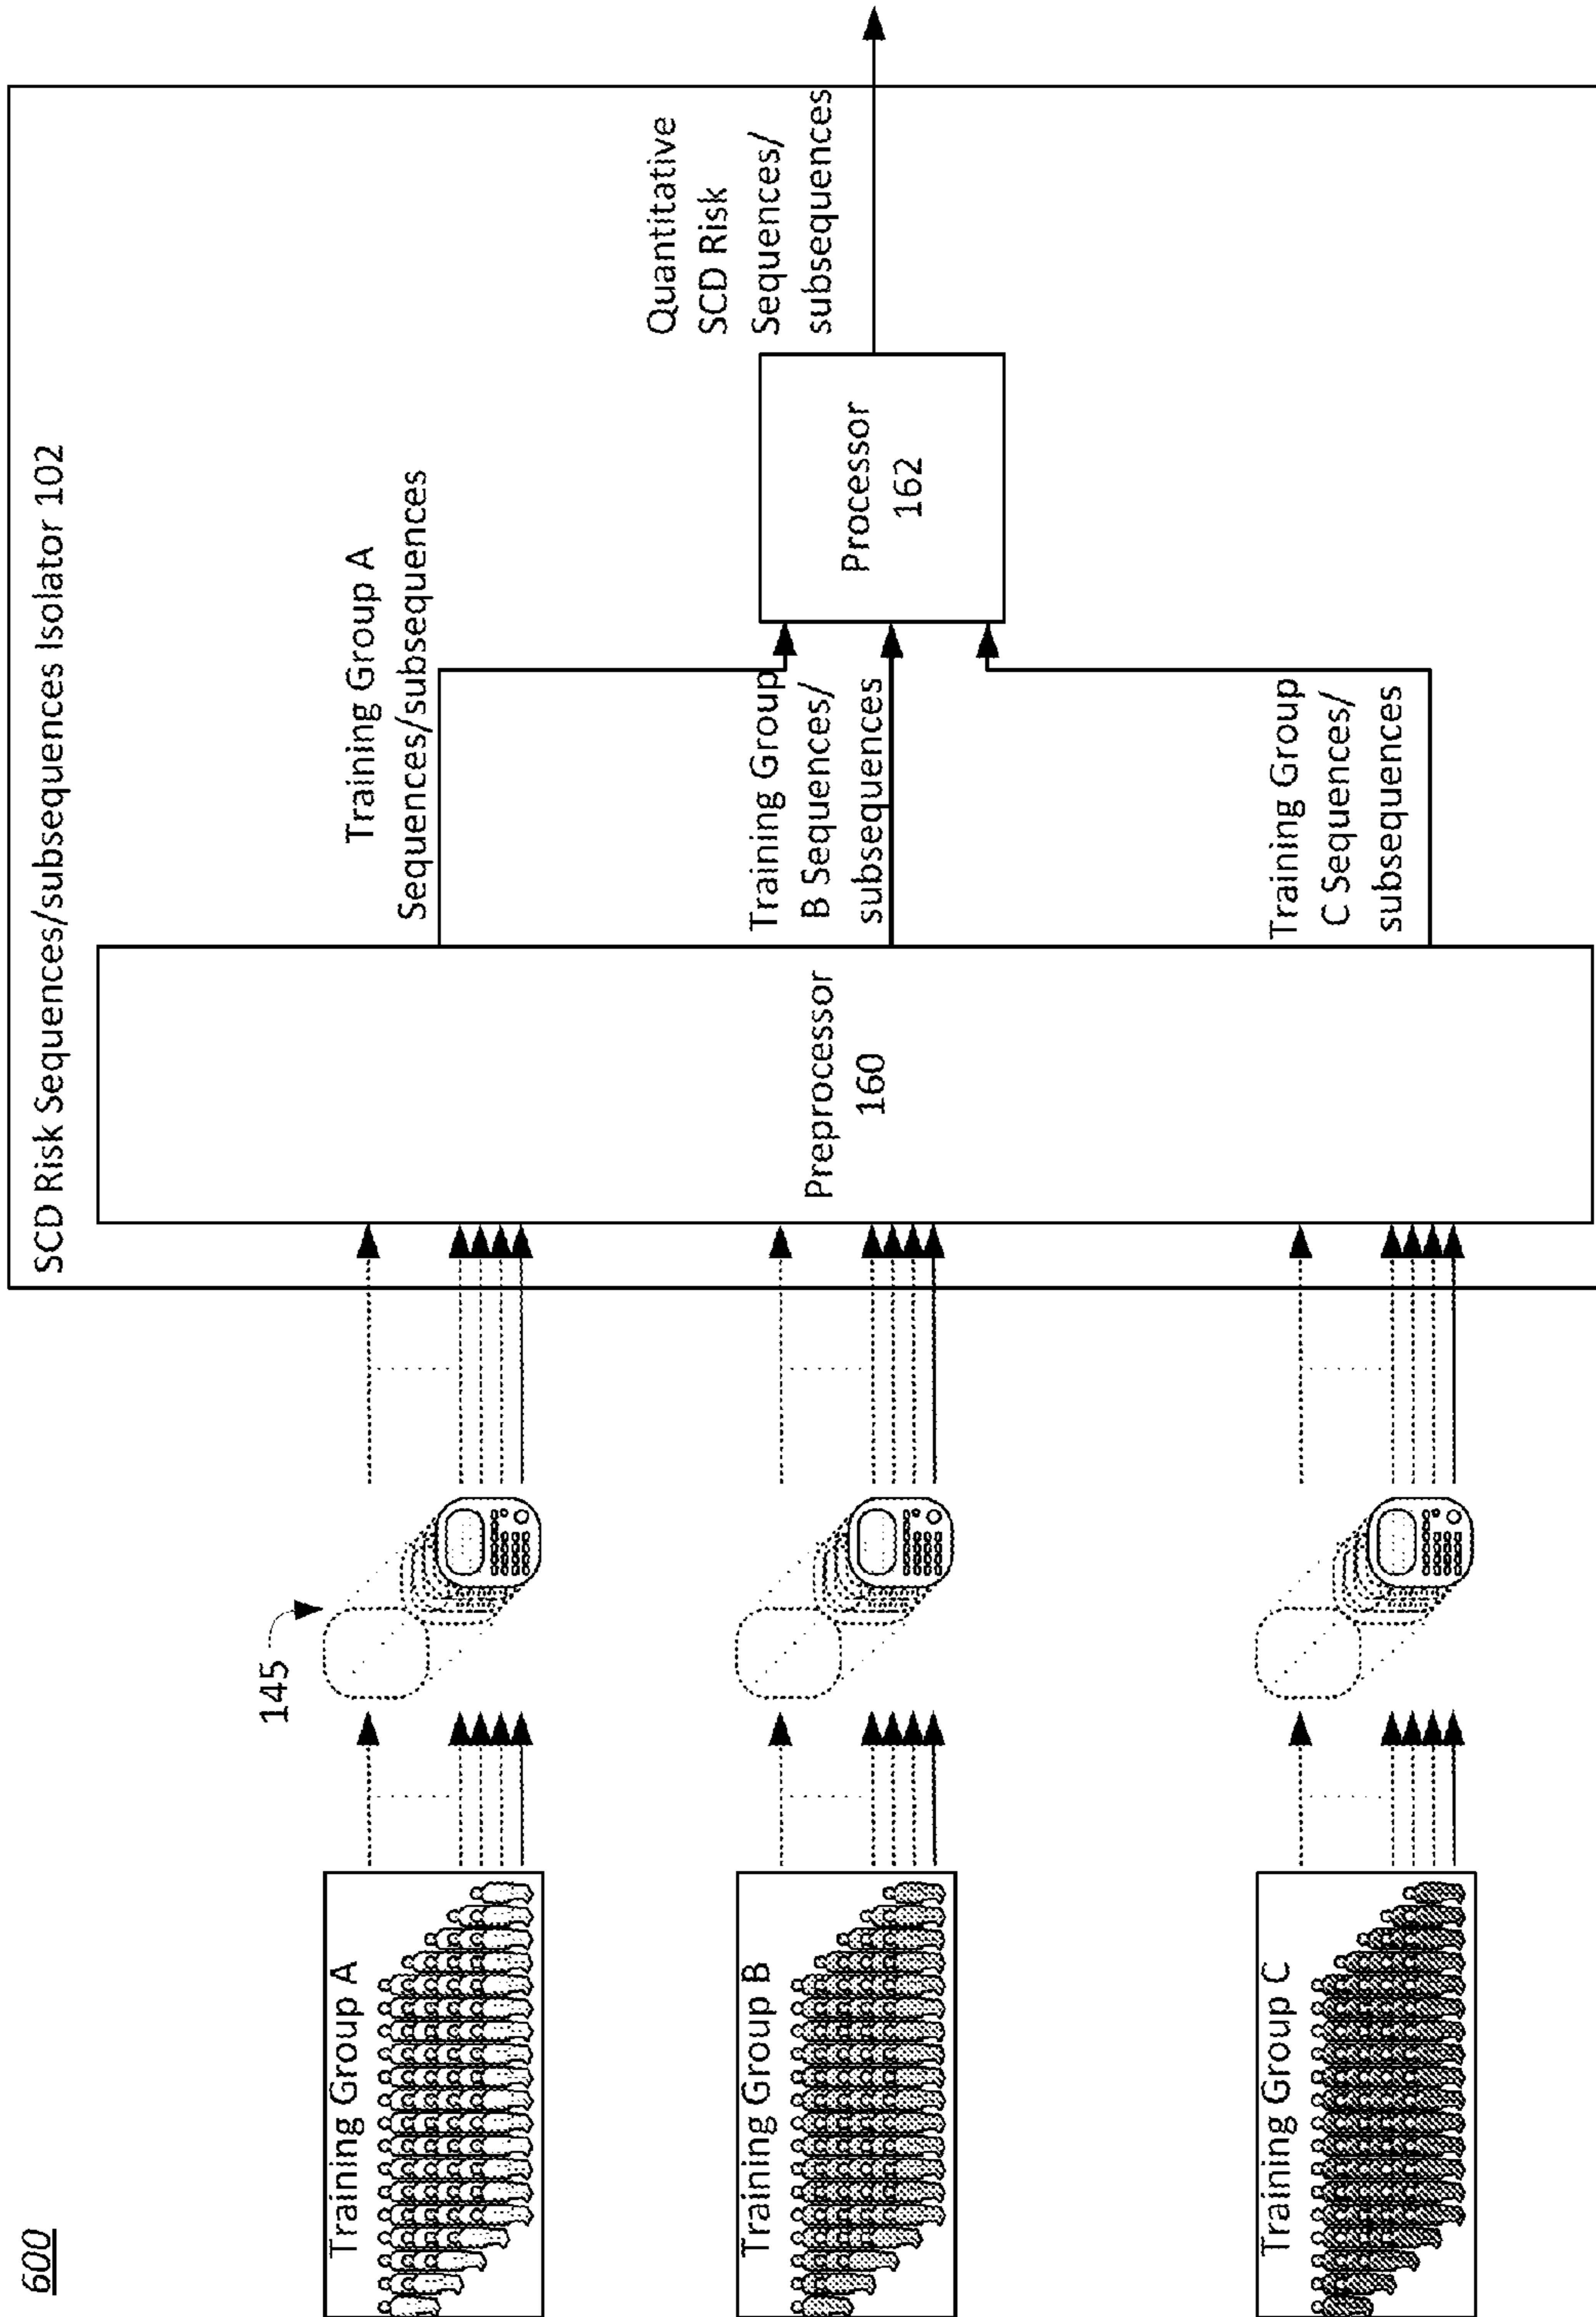 600
SCD Risk Sequences/subsequences Isolator 102
Training Group A
145
Training Group A
Sequences/subsequences
Quantitative
SCD Risk
Sequences/
subsequences
Training Group B
Preprocessor
160
Training Group
B Sequences/
subsequences
Processor
162
Training Group C
Training Group
C Sequences/
subsequences